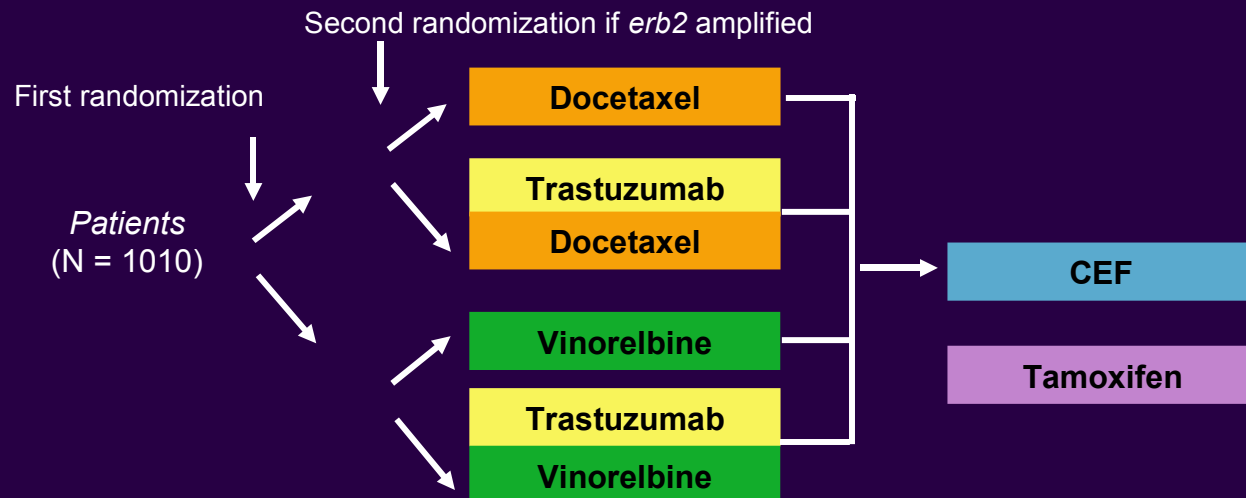 Second randomization if erb2 amplified
First randomization
Docetaxel
Trastuzumab
Docetaxel
Patients
(N = 1010)
CEF
Vinorelbine
Tamoxifen
Trastuzumab
Vinorelbine